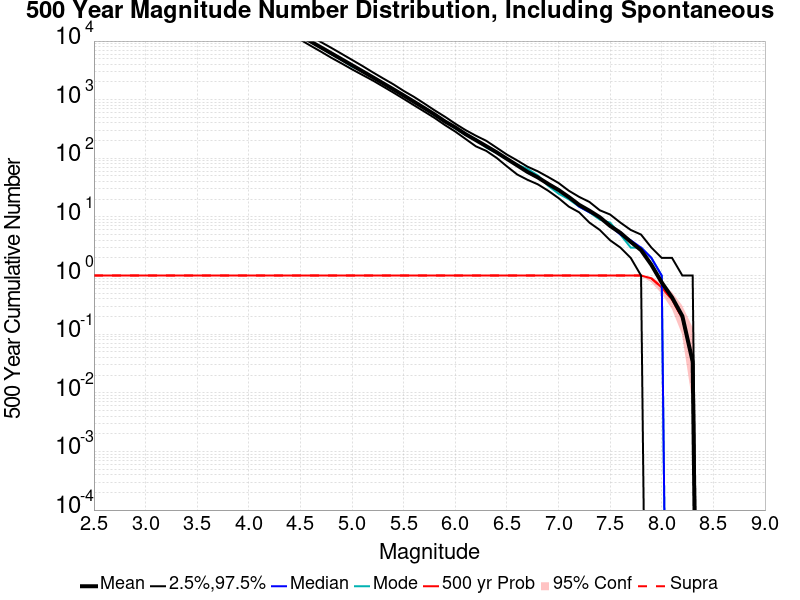 500 Year Magnitude Number Distribution, Including Spontaneous
10^4
10^3
10^2
10^1
10^0
10^-1
10^-2
10^-3
10^-4
500 Year Cumulative Number
2.5 3.0 3.5 4.0 4.5 5.0 5.5 6.0 6.5 7.0 7.5 8.0 8.5 9.0
Magnitude
Mean 2.5%,97.5% Median Mode 500 yr Prob 95% Conf Supra